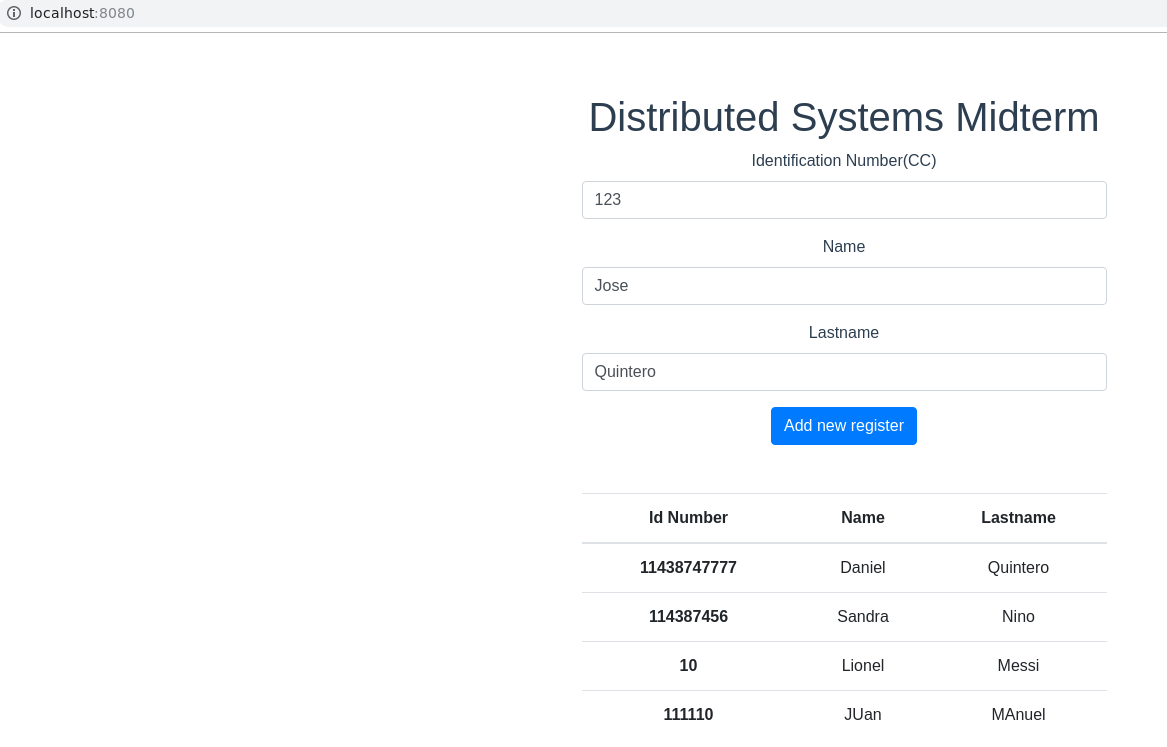 localhost:8080
Distributed Systems Midterm
Identification Number(CC)
123
Name
Jose
Lastname
Quintero
Add new register
Id Number Name Lastname
11438747777 Daniel Quintero
114387456 Sandra Nino
10 Lionel Messi
111110 JUan MAnuel